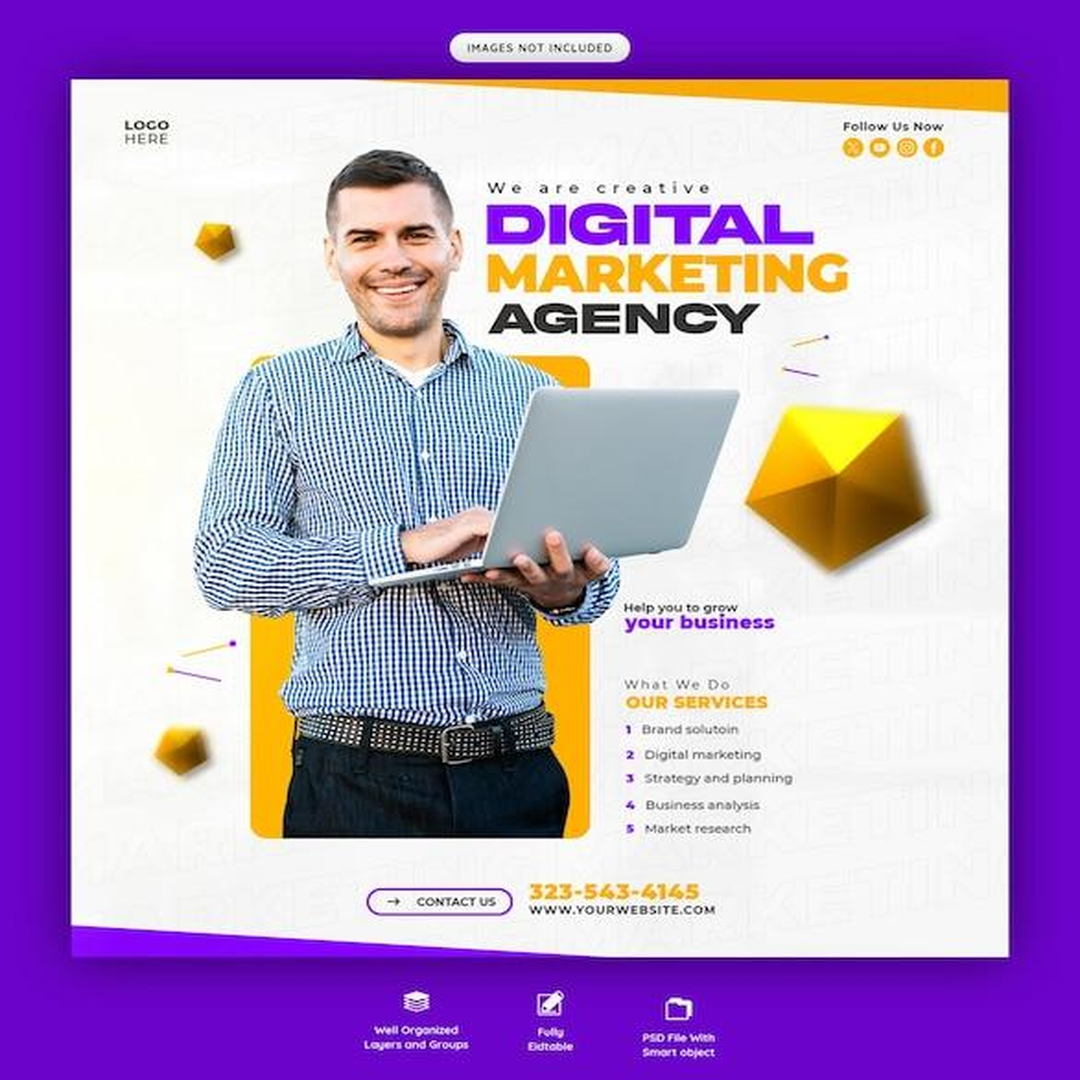 IMAGES NOT INCLUDED
LOGO
HERE
Follow Us Now
We are creative
DIGITAL
MARKETING
AGENCY
Help you to grow
your business
What We Do
OUR SERVICES
1 Brand solutoin
2 Digital marketing
3 Strategy and planning
4 Business analysis
5 Market research
→ CONTACT US
323-543-4145
WWW.YOURWEBSITE.COM
Well Organized
Layers and Groups
Fully
Eidtable
PSD File With
Smart object